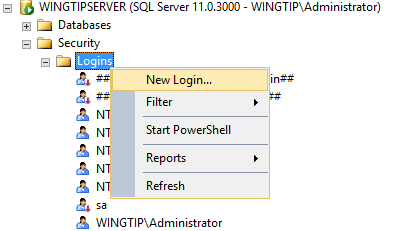 WINGTIPSERVER (SQL Server 11.0.3000 - WINGTIP\Administrator)
Databases
Security
Logins
New Login...
## in##
Filter
## ##
NT
Start PowerShell
NT
NT
Reports
NT
NT
Refresh
sa
WINGTIP\Administrator